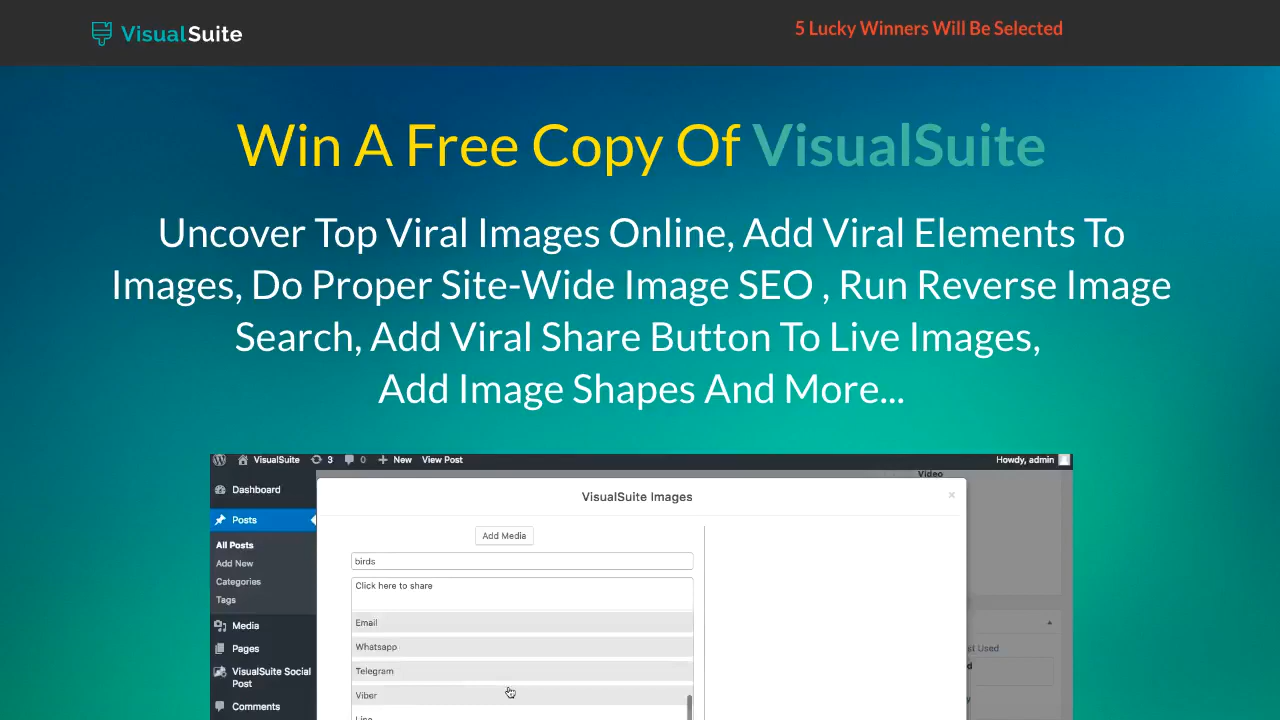 VisualSuite
5 Lucky Winners Will Be Selected
Win A Free Copy Of VisualSuite
Uncover Top Viral Images Online, Add Viral Elements To
Images, Do Proper Site-Wide Image SEO , Run Reverse Image
Search, Add Viral Share Button To Live Images,
Add Image Shapes And More...
VisualSuite 3 0 New View Post
Howdy, admin
Video
Dashboard
VisualSuite Images
×
Posts
Add Media
All Posts
Add New
birds
Categories
Click here to share
Tags
Email
Media
Whatsapp
Pages
Telegram
VisualSuite Social
Post
Viber
Comments